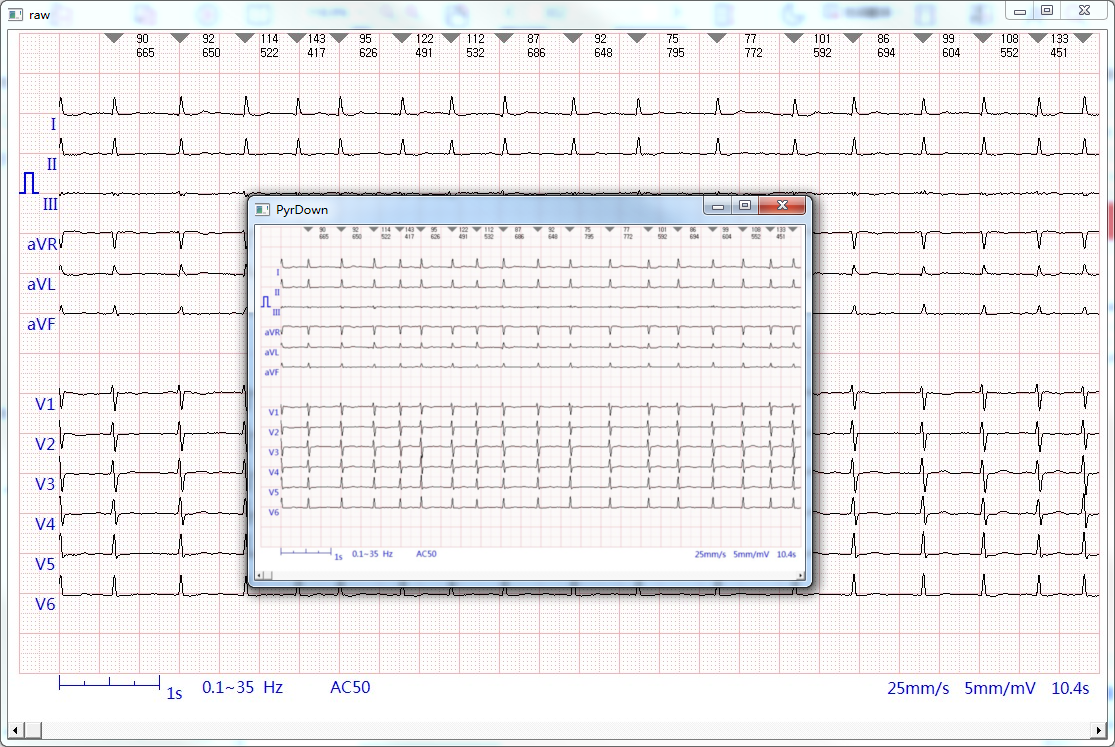 raw
90 92 114 143 95 122 112 87 92 75 77 101 86 99 108 133
665 650 522 417 626 491 532 686 648 795 772 592 694 604 552 451
I
II
III
aVR
aVL
aVF
V1
V2
V3
V4
V5
V6
1s 0.1~35 Hz AC50 25mm/s 5mm/mV 10.4s
PyrDown
90 92 114 143 95 122 112 87 92 75 77 101 86 99 108 133
665 650 522 417 626 491 532 686 648 795 772 592 694 604 552 451
I
II
III
aVR
aVL
aVF
V1
V2
V3
V4
V5
V6
1s 0.1~35 Hz AC50 25mm/s 5mm/mV 10.4s